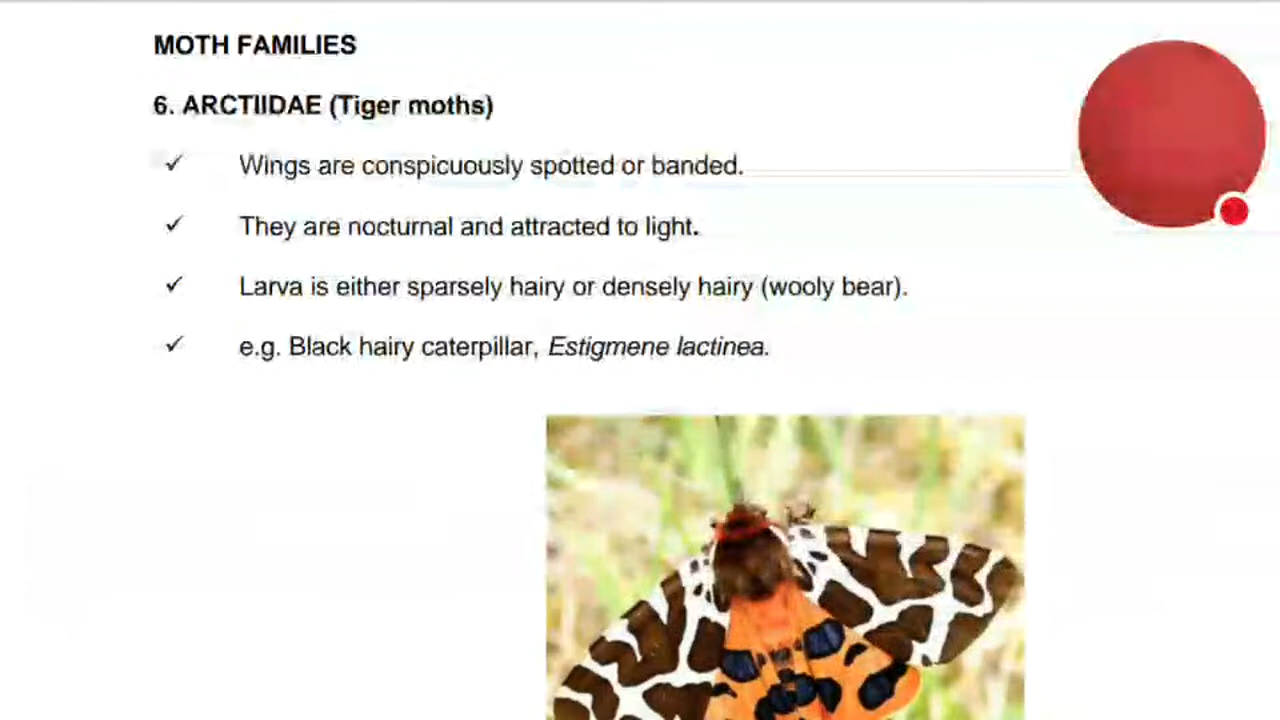 MOTH FAMILIES
6. ARCTIIDAE (Tiger moths)
✓ Wings are conspicuously spotted or banded.
✓ They are nocturnal and attracted to light.
✓ Larva is either sparsely hairy or densely hairy (wooly bear).
✓ e.g. Black hairy caterpillar, Estigmene lactinea.